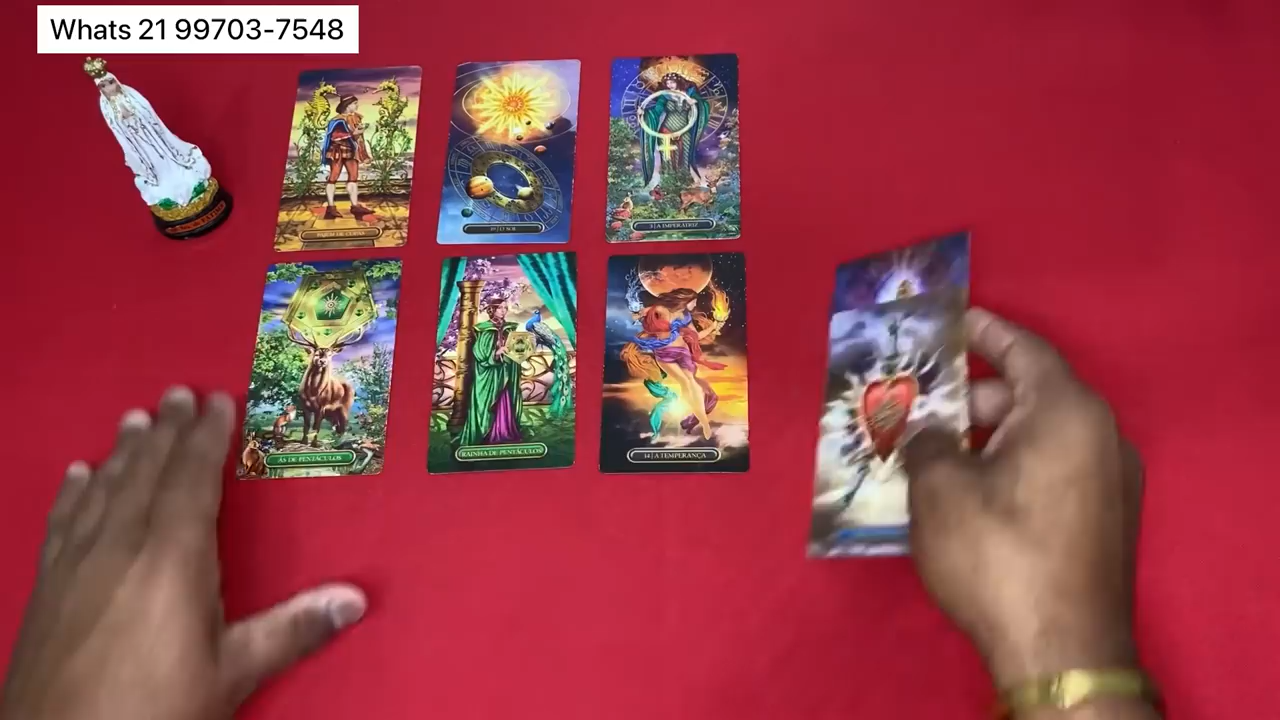 Whats 21 99703-7548
19 | O SOL
3 | A IMPERATRIZ
ÁS DE PENTÁCULOS
RAINHA DE PENTÁCULOS
14 | A TEMPERANÇA